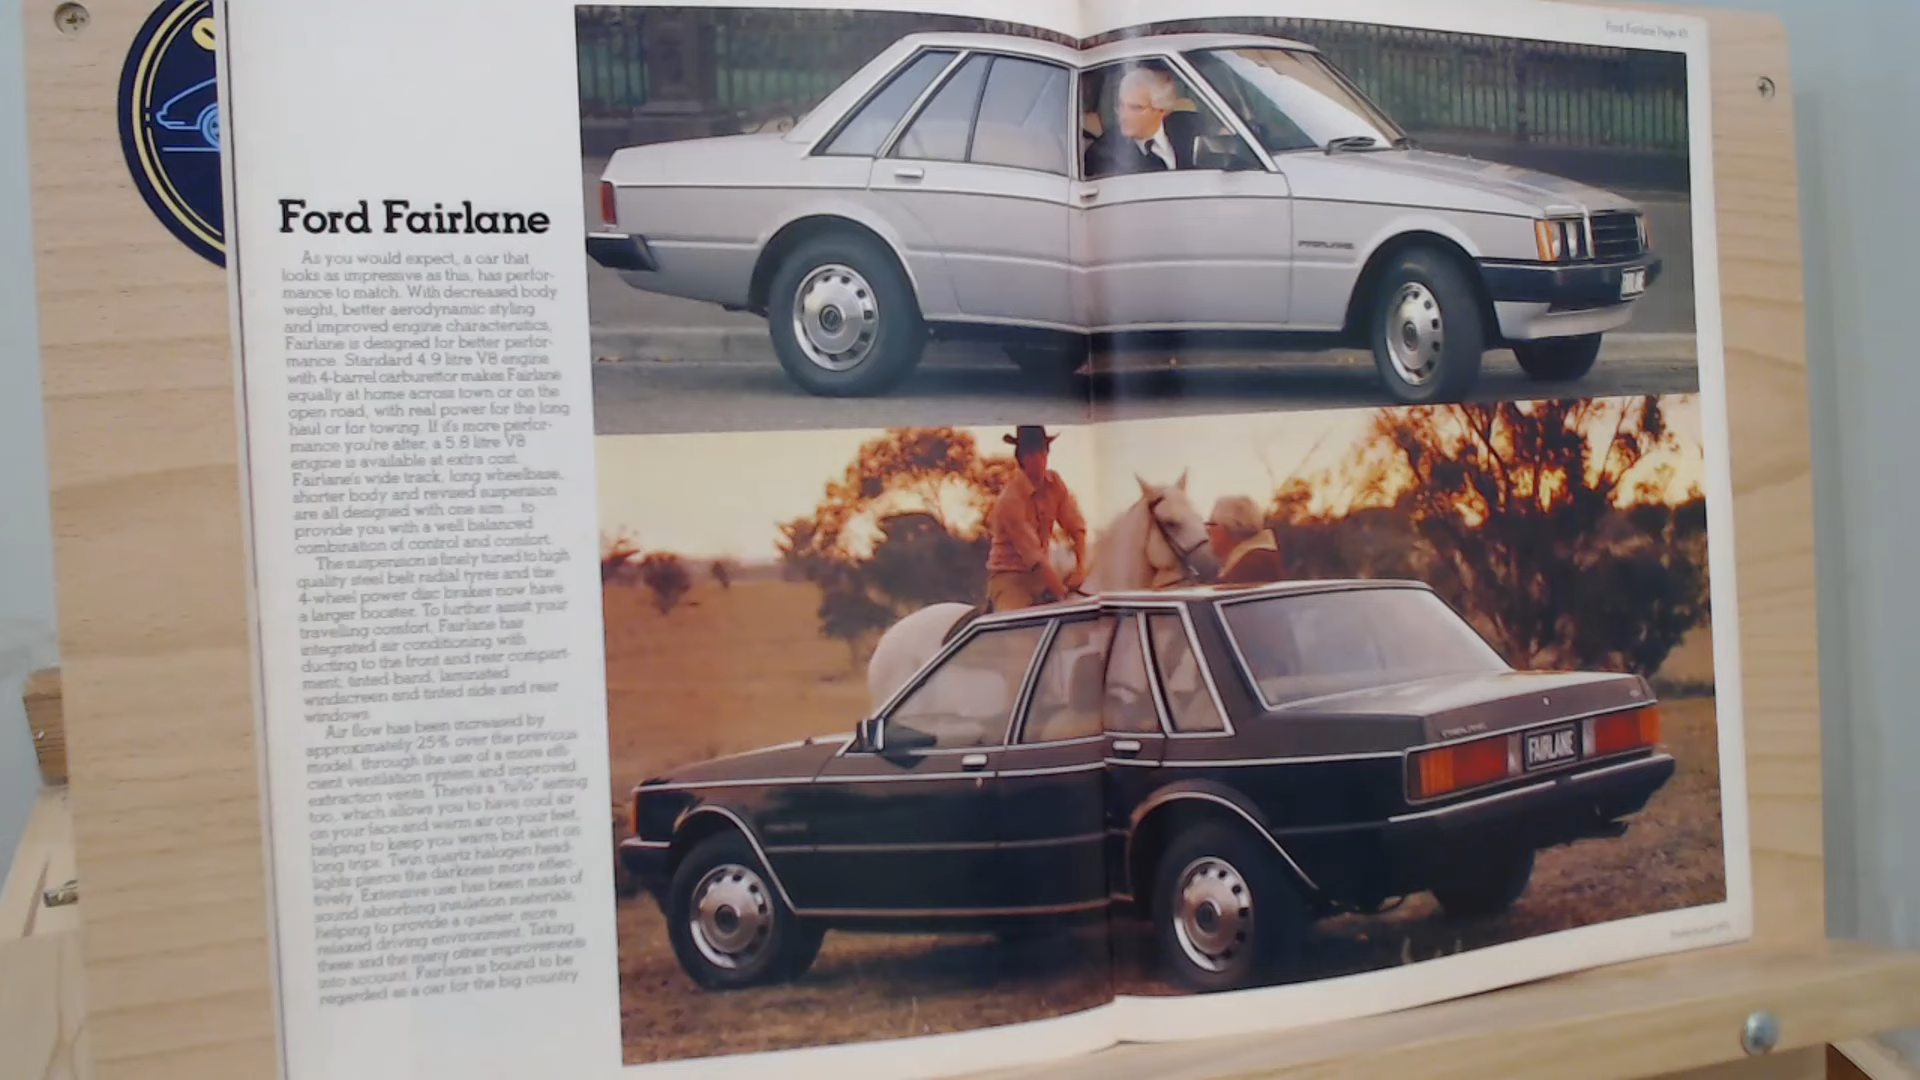 Ford Fairlane Page 45
Ford Fairlane
As you would expect, a car that
looks as impressive as this, has perfor-
mance to match. With decreased body
weight, better aerodynamic styling
and improved engine characteristics,
Fairlane is designed for better perfor-
mance. Standard 4.9 litre V8 engine
with 4-barrel carburettor makes Fairlane
equally at home across town or on the
open road, with real power for the long
haul or for towing. If it's more perfor-
mance you're after, a 5.8 litre V8
engine is available at extra cost.
Fairlane's wide track, long wheelbase,
shorter body and revised suspension
are all designed with one aim... to
provide you with a well balanced
combination of control and comfort.
The suspension is finely tuned to high
quality steel belt radial tyres and the
4-wheel power disc brakes now have
a larger booster. To further assist your
travelling comfort, Fairlane has
integrated air conditioning with
ducting to the front and rear compart-
ment, tinted-band, laminated
windscreen and tinted side and rear
windows.
Air flow has been increased by
approximately 25% over the previous
model, through the use of a more effi-
cient ventilation system and improved
extraction vents. There's a "hi/lo" setting
too, which allows you to have cool air
on your face and warm air on your feet,
helping to keep you warm but alert on
long trips. Twin quartz halogen head-
lights pierce the darkness more effec-
tively. Extensive use has been made of
sound absorbing insulation materials,
helping to provide a quieter, more
relaxed driving environment. Taking
these and the many other improvements
into account, Fairlane is bound to be
regarded as a car for the big country
FAIRLANE
FAIRLANE
FAIRLANE